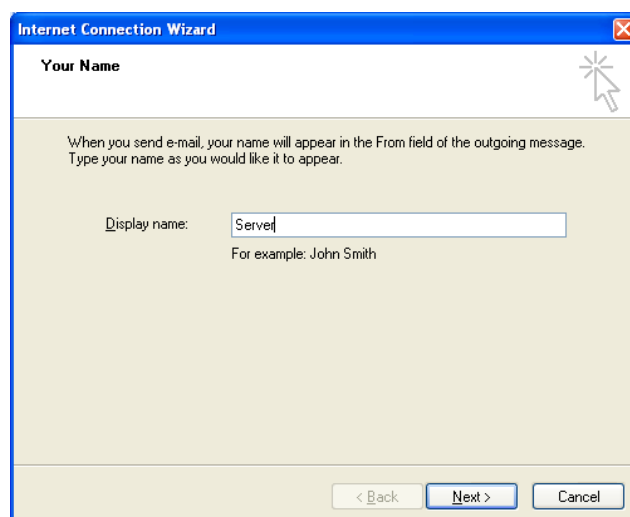 Internet Connection Wizard
Your Name
When you send e-mail, your name will appear in the From field of the outgoing message.
Type your name as you would like it to appear.
Display name: Server
For example: John Smith
< Back Next > Cancel